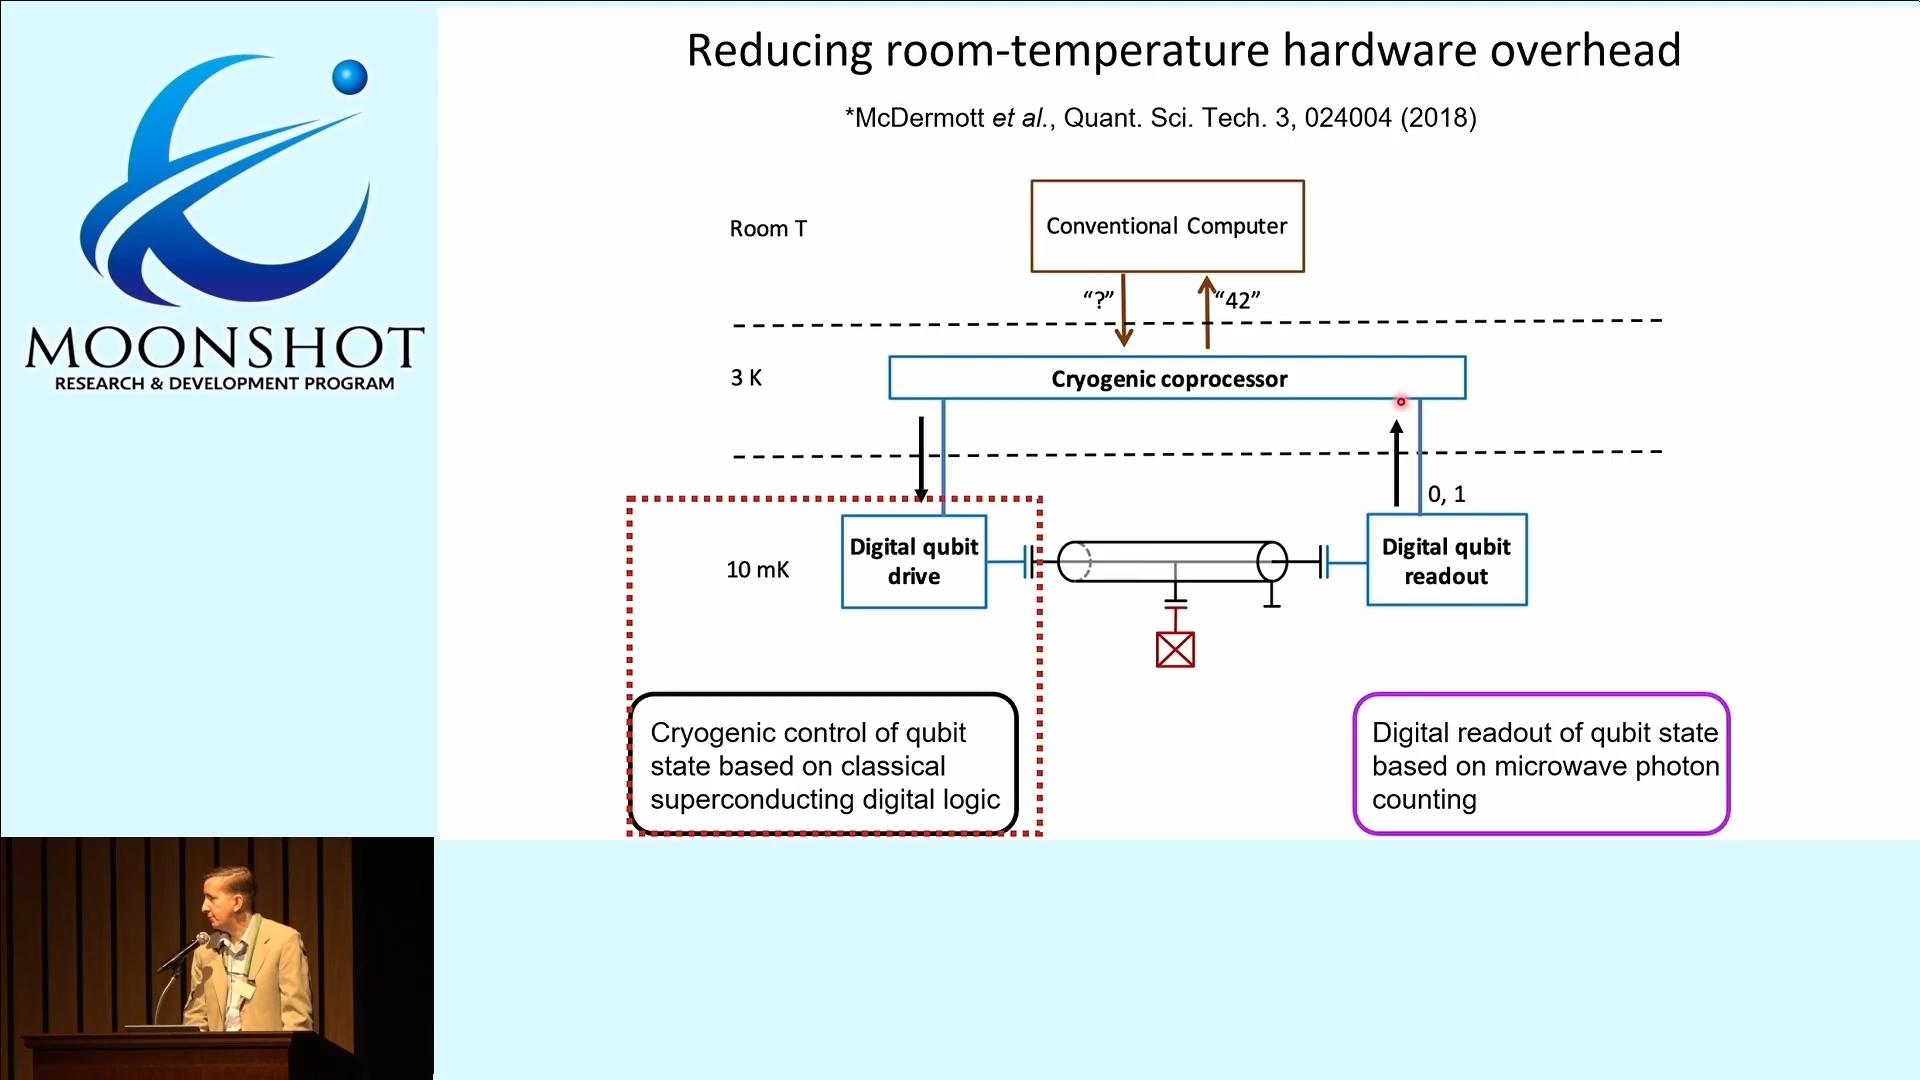 MOONSHOT
RESEARCH & DEVELOPMENT PROGRAM
Reducing room-temperature hardware overhead
*McDermott et al., Quant. Sci. Tech. 3, 024004 (2018)
Room T
Conventional Computer
“?”
“42”
3 K
Cryogenic coprocessor
0, 1
10 mK
Digital qubit
drive
Digital qubit
readout
Cryogenic control of qubit
state based on classical
superconducting digital logic
Digital readout of qubit state
based on microwave photon
counting